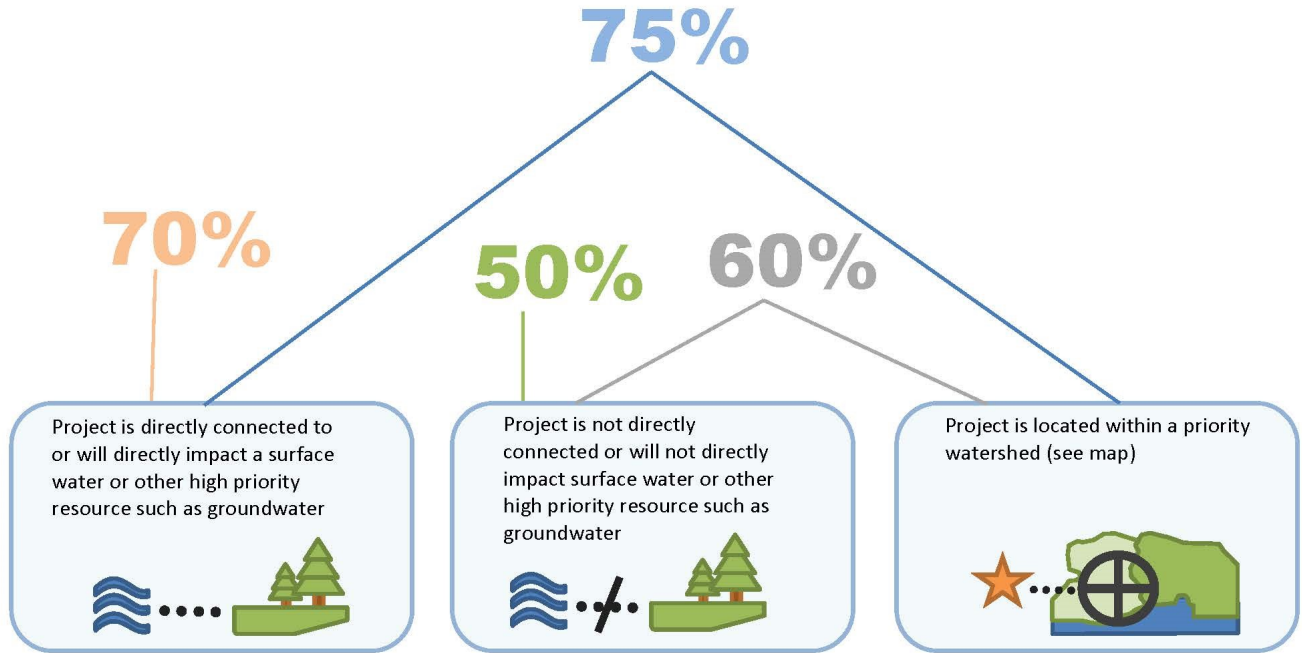 75%
70%
50%
60%
Project is directly connected to
or will directly impact a surface
water or other high priority
resource such as groundwater
Project is not directly
connected or will not directly
impact surface water or other
high priority resource such as
groundwater
Project is located within a priority
watershed (see map)